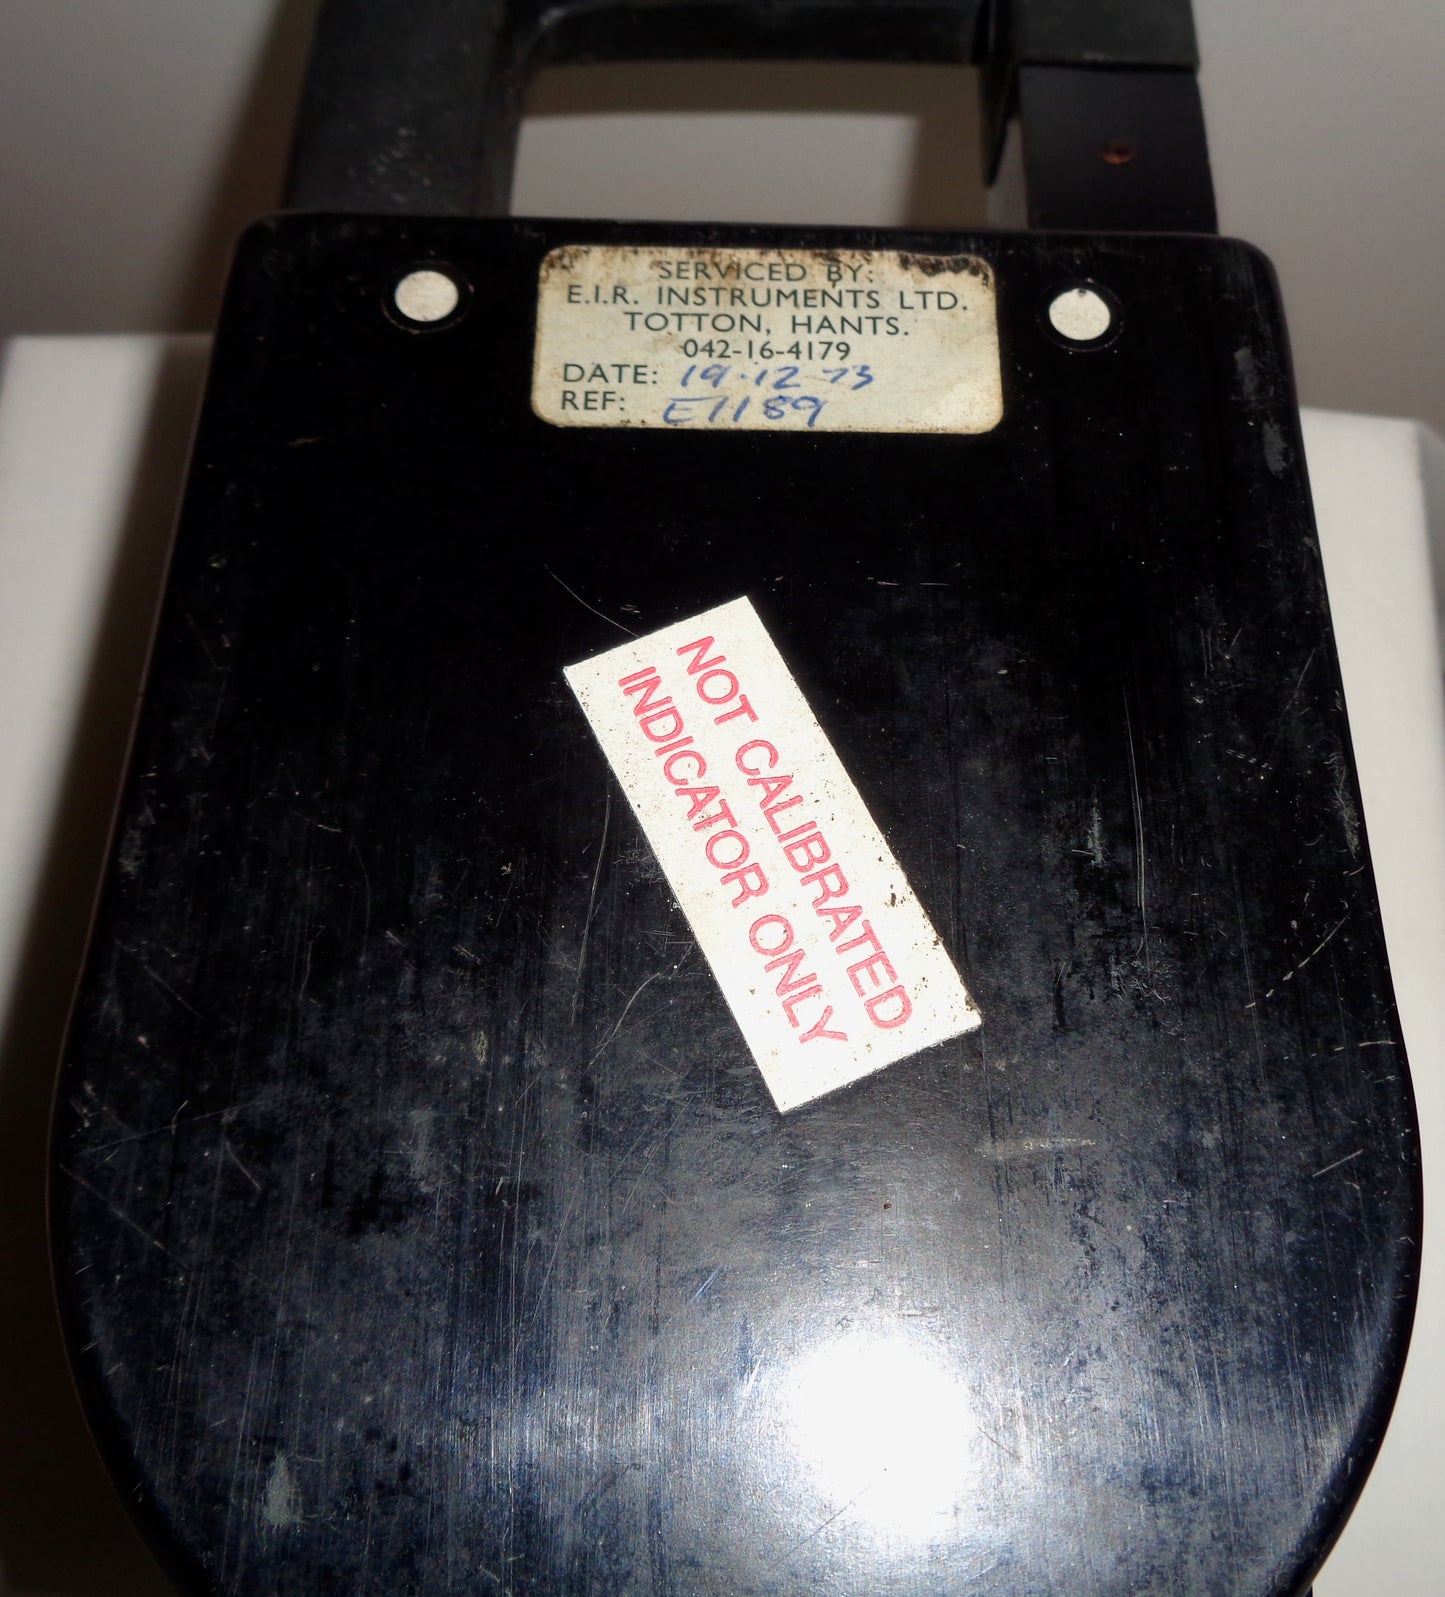 SERVICED BY:
E.I.R. INSTRUMENTS LTD.
TOTTON, HANTS.
042-16-4179
DATE: 19.12-73
REF: E1189
NOT CALIBRATED
INDICATOR ONLY